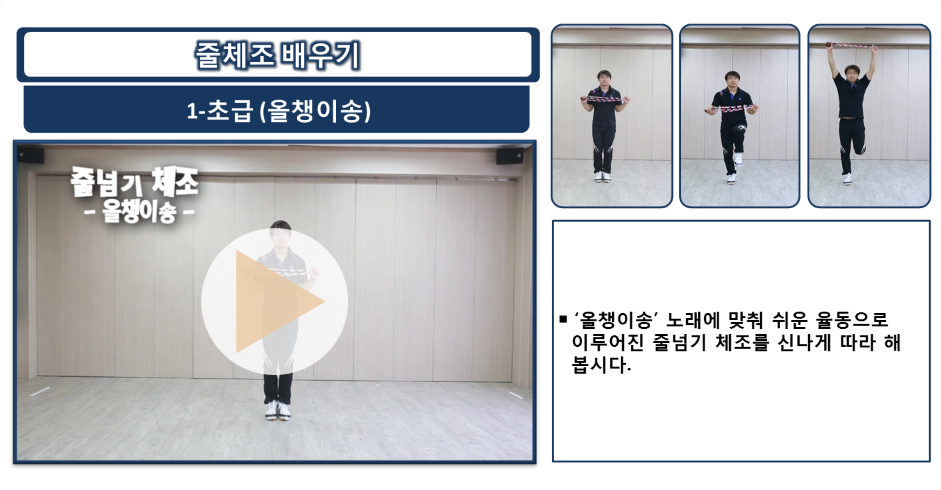 줄체조 배우기
1-초급 (올챙이송)
줄넘기 체조
- 올챙이송 -
▪ ‘올챙이송’ 노래에 맞춰 쉬운 율동으로
이루어진 줄넘기 체조를 신나게 따라 해
봅시다.